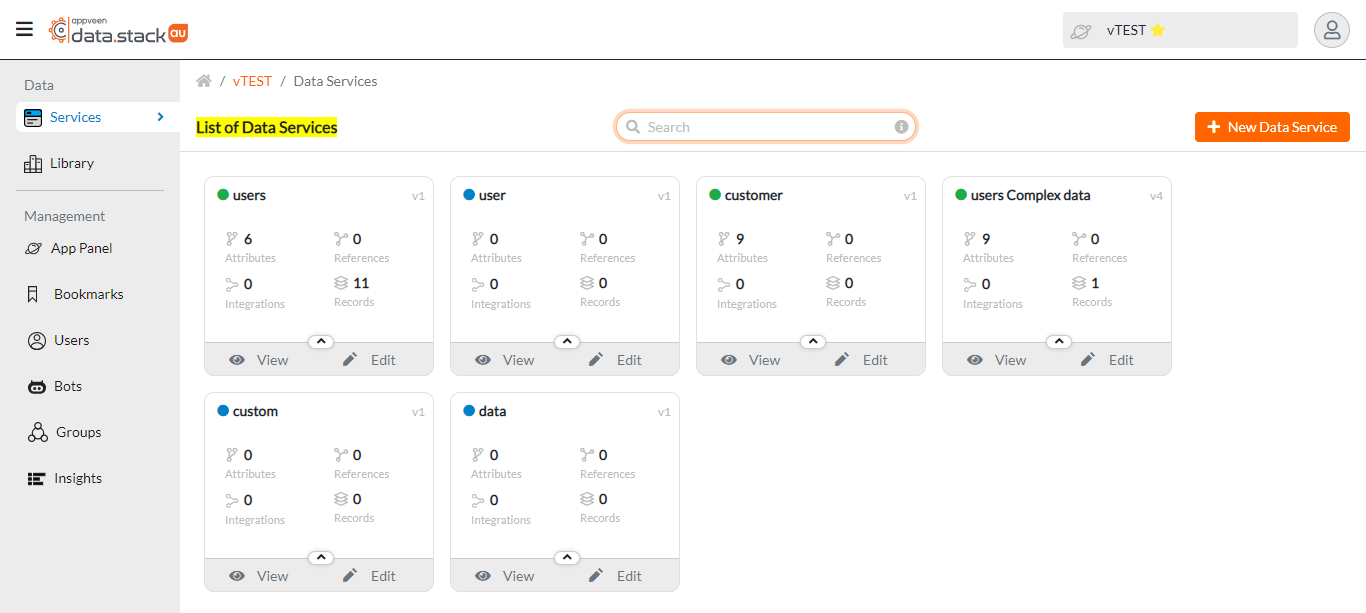 appveen
data.stack au
vTEST
Data
Services
Library
Management
App Panel
Bookmarks
Users
Bots
Groups
Insights
/ vTEST / Data Services
List of Data Services
Search
New Data Service
users v1
6 0
Attributes References
0 11
Integrations Records
View Edit
user v1
0 0
Attributes References
0 0
Integrations Records
View Edit
customer v1
9 0
Attributes References
0 0
Integrations Records
View Edit
users Complex data v4
9 0
Attributes References
0 1
Integrations Records
View Edit
custom v1
0 0
Attributes References
0 0
Integrations Records
View Edit
data v1
0 0
Attributes References
0 0
Integrations Records
View Edit